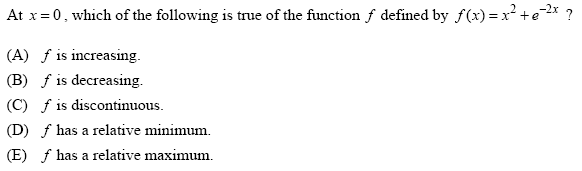 At x = 0, which of the following is true of the function f defined by f(x) = x² + e⁻²ˣ ?
(A) f is increasing.
(B) f is decreasing.
(C) f is discontinuous.
(D) f has a relative minimum.
(E) f has a relative maximum.